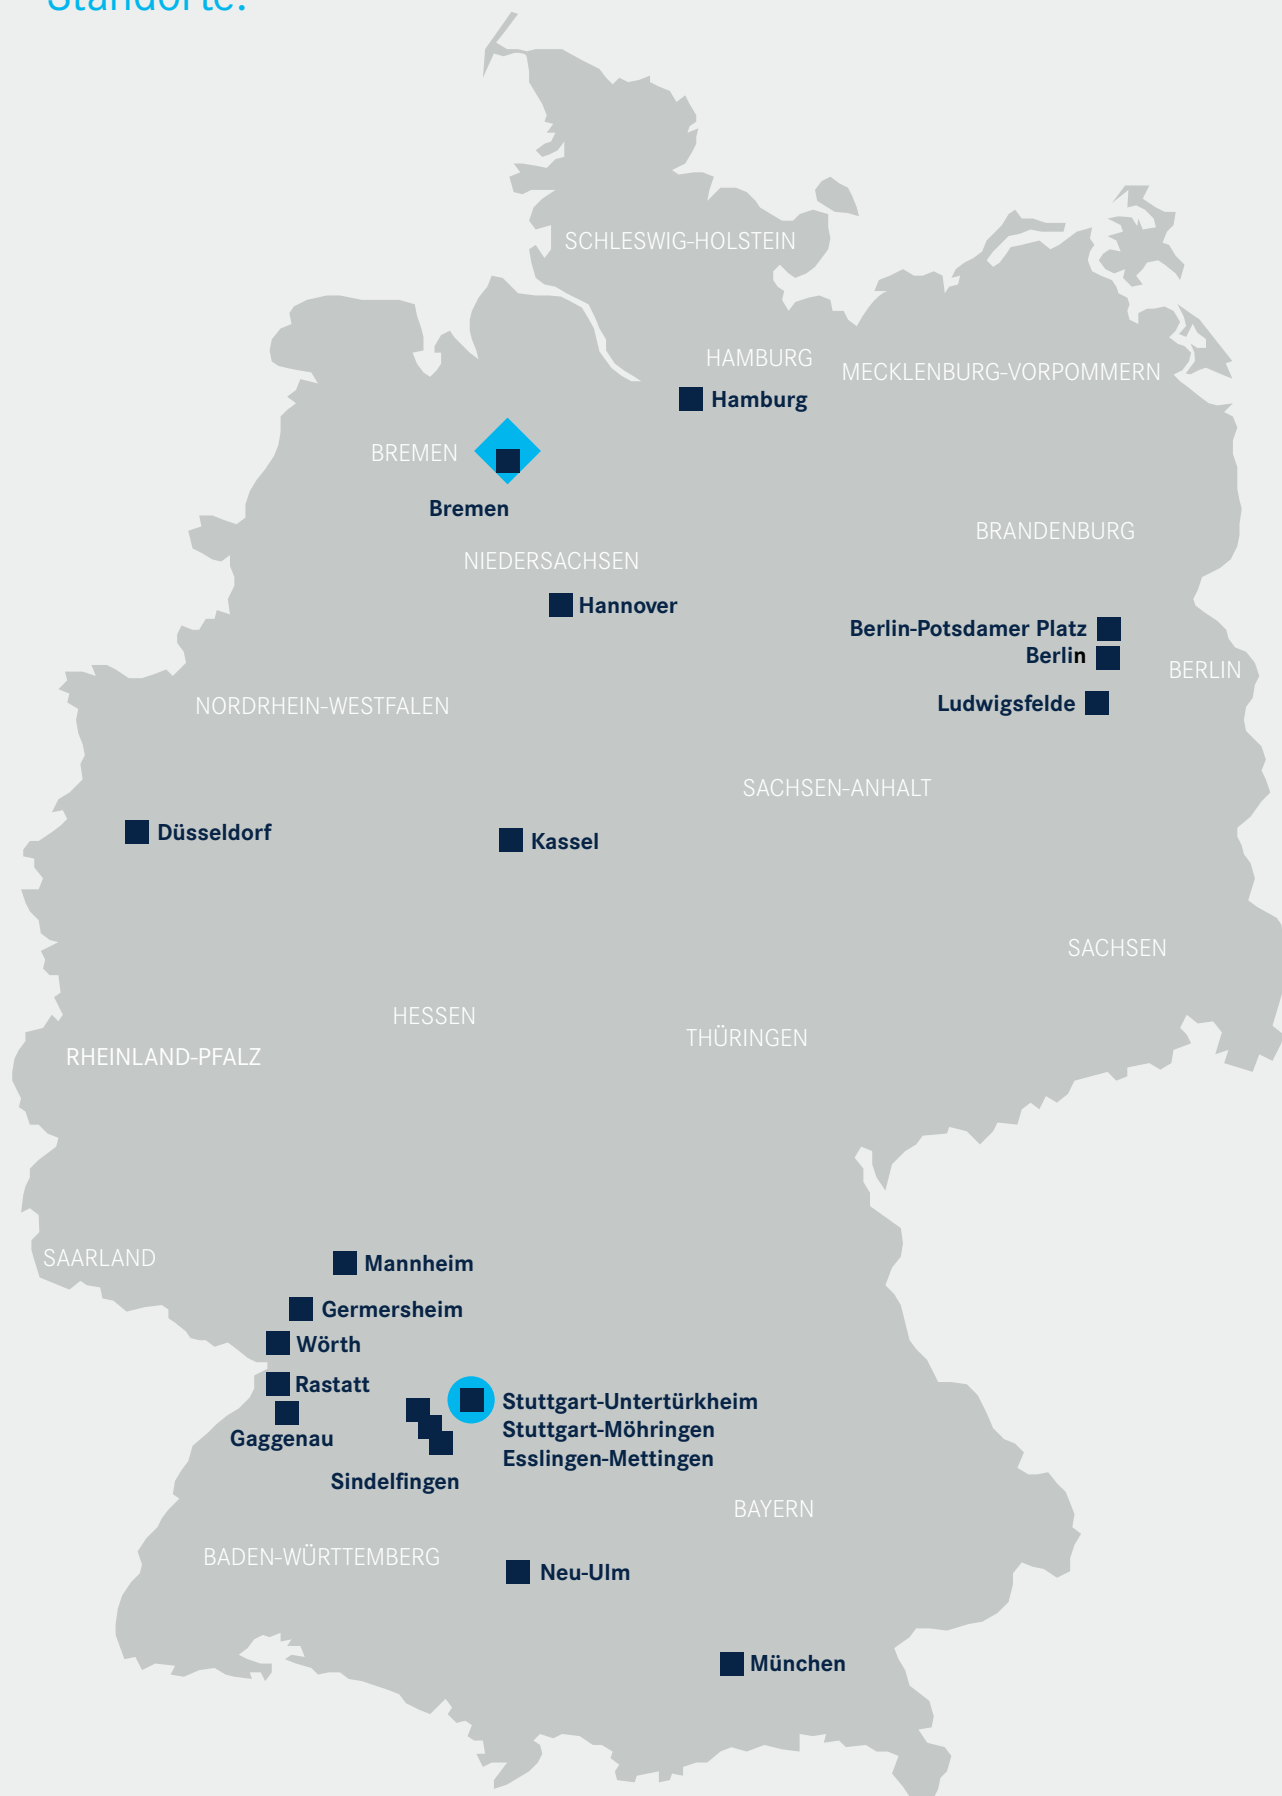 Standorte:
SCHLESWIG-HOLSTEIN
HAMBURG
MECKLENBURG-VORPOMMERN
Hamburg
BREMEN
Bremen
BRANDENBURG
NIEDERSACHSEN
Hannover
Berlin-Potsdamer Platz
Berlin
BERLIN
Ludwigsfelde
NORDRHEIN-WESTFALEN
SACHSEN-ANHALT
Düsseldorf
Kassel
SACHSEN
HESSEN
THÜRINGEN
RHEINLAND-PFALZ
SAARLAND
Mannheim
Germersheim
Wörth
Rastatt
Gaggenau
Stuttgart-Untertürkheim
Stuttgart-Möhringen
Esslingen-Mettingen
Sindelfingen
BAYERN
BADEN-WÜRTTEMBERG
Neu-Ulm
München